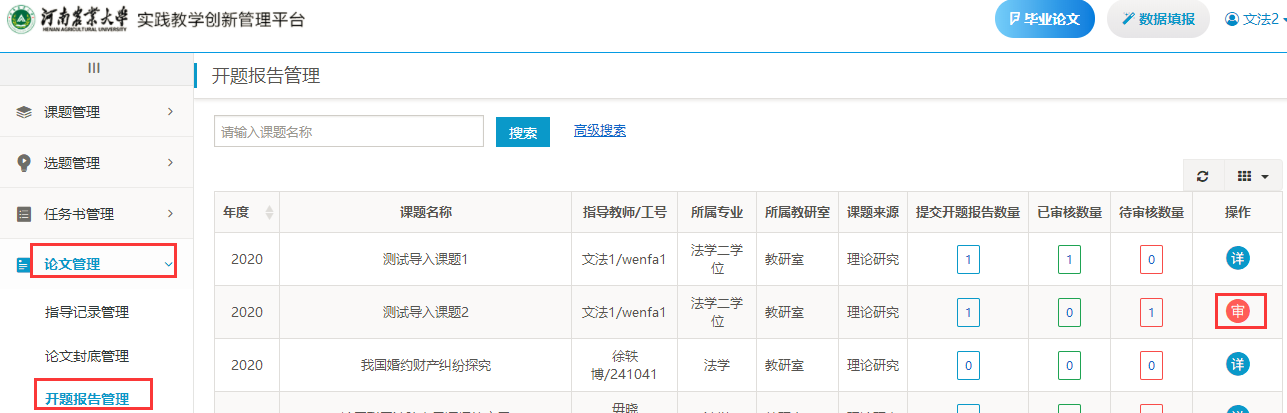 河南农业大学 实践教学创新管理平台
HENAN AGRICULTURAL UNIVERSITY
毕业论文
数据填报
文法2
课题管理
选题管理
任务书管理
论文管理
指导记录管理
论文封底管理
开题报告管理
开题报告管理
请输入课题名称
搜索
高级搜索
年度 课题名称 指导教师/工号 所属专业 所属教研室 课题来源 提交开题报告数量 已审核数量 待审核数量 操作
2020 测试导入课题1 文法1/wenfa1 法学二学位 教研室 理论研究 1 1 0 详
2020 测试导入课题2 文法1/wenfa1 法学二学位 教研室 理论研究 1 0 1 审
2020 我国婚约财产纠纷探究 徐轶博/241041 法学 教研室 理论研究 0 0 0 详
毋晓